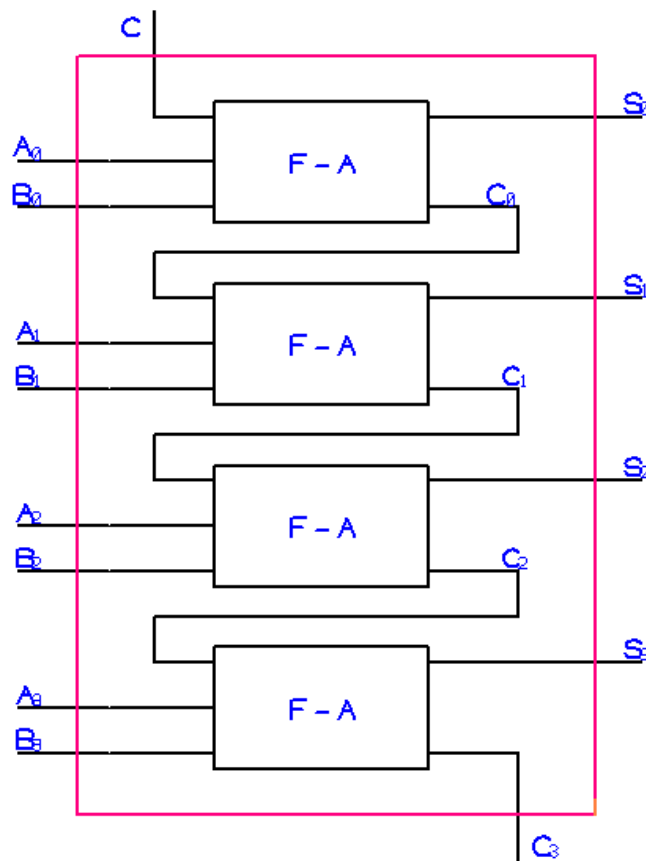 C
S₀
A₀
F - A
B₀
C₀
S₁
A₁
F - A
B₁
C₁
S₂
A₂
F - A
B₂
C₂
S₃
A₃
F - A
B₃
C₃